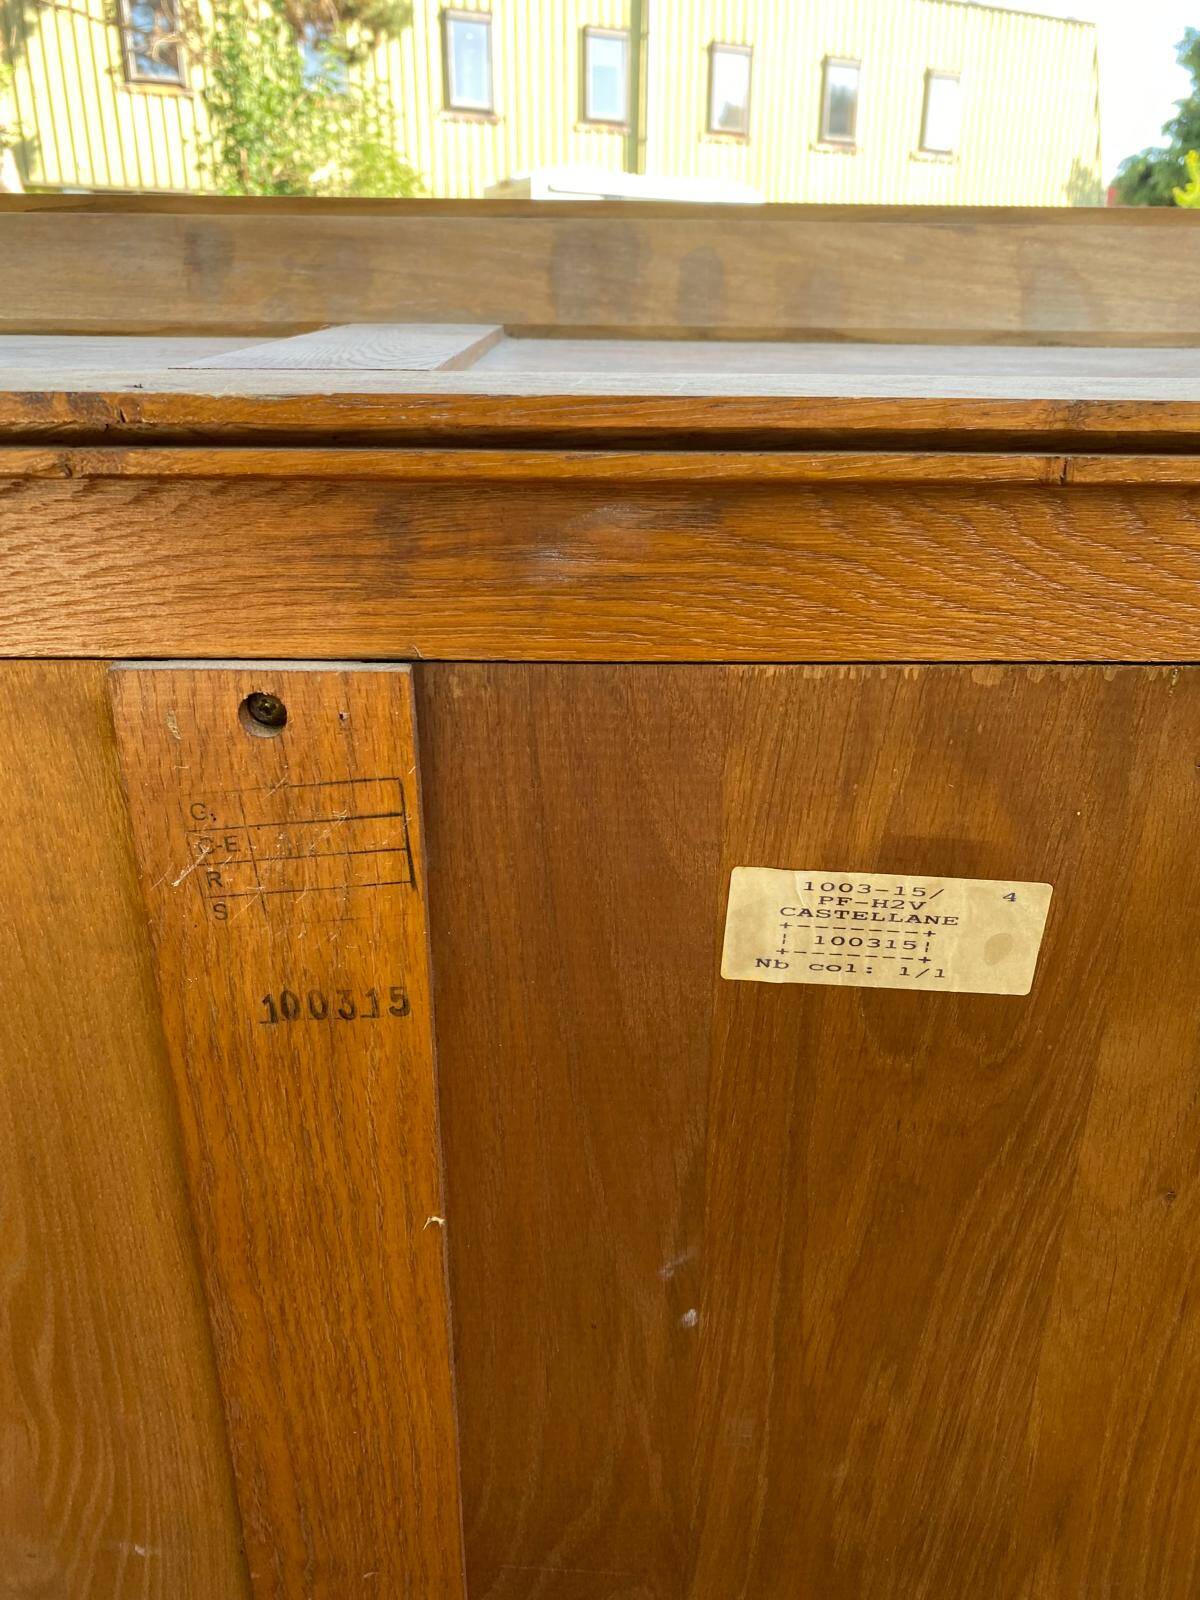 G.
C-E
R
S
100315
1003-15/ 4
PF-H2V
CASTELLANE
+-------+
¦ 100315¦
+-------+
Nb col: 1/1